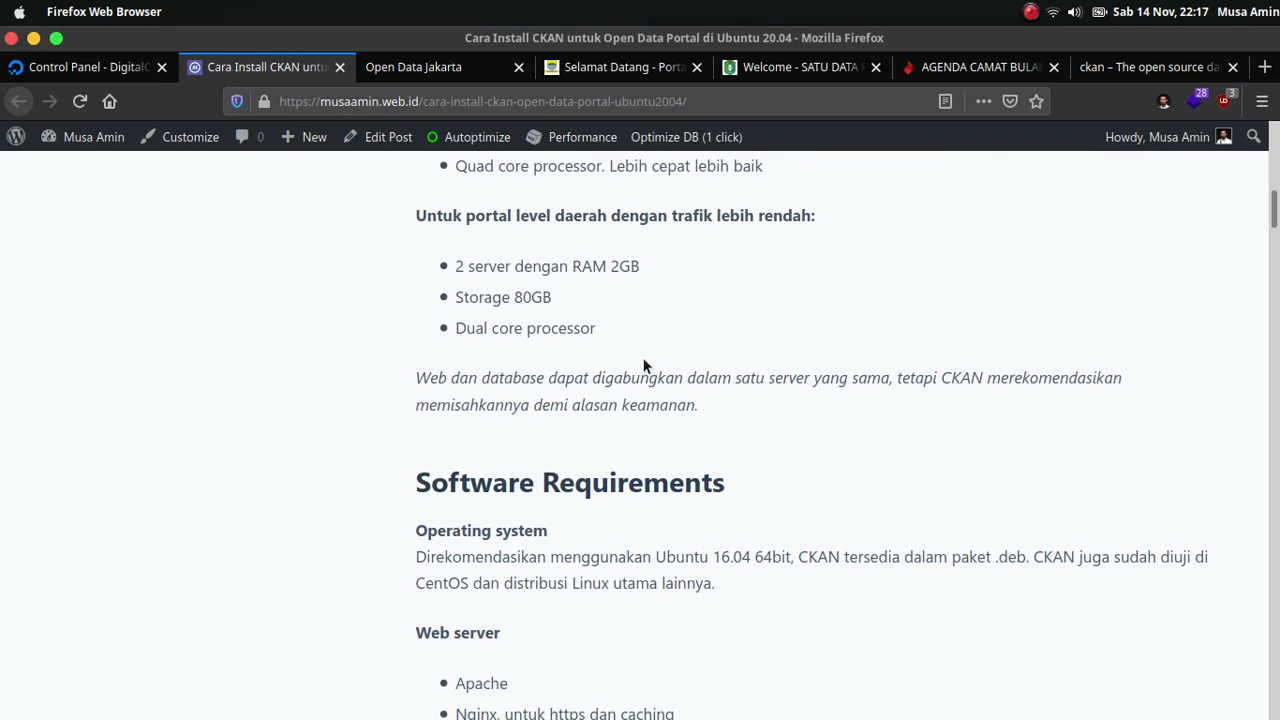 Firefox Web Browser
Sab 14 Nov, 22:17
Musa Amin
Cara Install CKAN untuk Open Data Portal di Ubuntu 20.04 - Mozilla Firefox
Control Panel - DigitalC
Cara Install CKAN untu
Open Data Jakarta
Selamat Datang - Porta
Welcome - SATU DATA
AGENDA CAMAT BULAN
ckan – The open source da
https://musaamin.web.id/cara-install-ckan-open-data-portal-ubuntu2004/
28
3
Musa Amin
Customize
0
New
Edit Post
Autoptimize
Performance
Optimize DB (1 click)
Howdy, Musa Amin
Quad core processor. Lebih cepat lebih baik
Untuk portal level daerah dengan trafik lebih rendah:
2 server dengan RAM 2GB
Storage 80GB
Dual core processor
Web dan database dapat digabungkan dalam satu server yang sama, tetapi CKAN merekomendasikan
memisahkannya demi alasan keamanan.
Software Requirements
Operating system
Direkomendasikan menggunakan Ubuntu 16.04 64bit, CKAN tersedia dalam paket .deb. CKAN juga sudah diuji di
CentOS dan distribusi Linux utama lainnya.
Web server
Apache
Nginx, untuk https dan caching